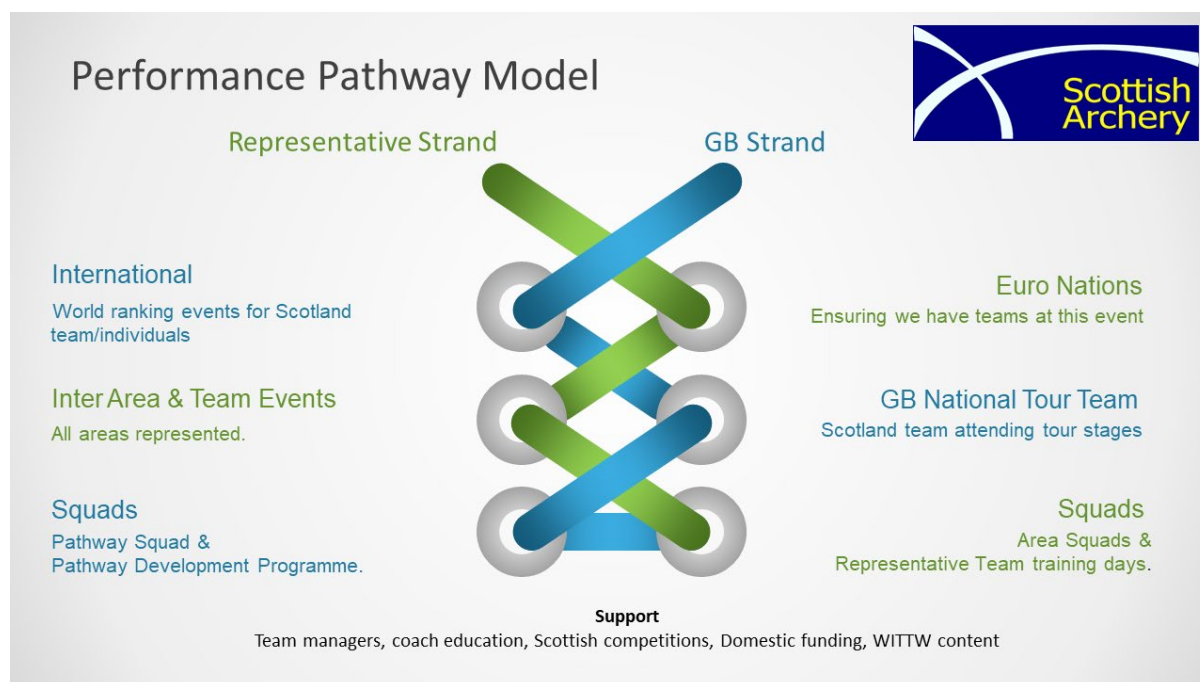 Performance Pathway Model
Scottish
Archery
Representative Strand
GB Strand
International
World ranking events for Scotland
team/individuals
Euro Nations
Ensuring we have teams at this event
Inter Area & Team Events
All areas represented.
GB National Tour Team
Scotland team attending tour stages
Squads
Pathway Squad &
Pathway Development Programme.
Squads
Area Squads &
Representative Team training days.
Support
Team managers, coach education, Scottish competitions, Domestic funding, WITTW content